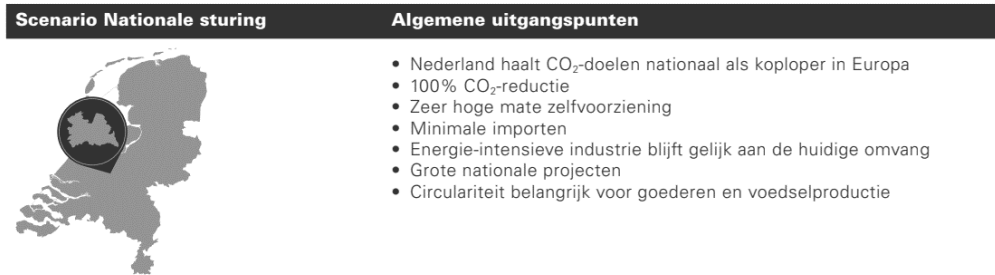 Scenario Nationale sturing
Algemene uitgangspunten
• Nederland haalt CO₂-doelen nationaal als koploper in Europa
• 100% CO₂-reductie
• Zeer hoge mate zelfvoorziening
• Minimale importen
• Energie-intensieve industrie blijft gelijk aan de huidige omvang
• Grote nationale projecten
• Circulariteit belangrijk voor goederen en voedselproductie